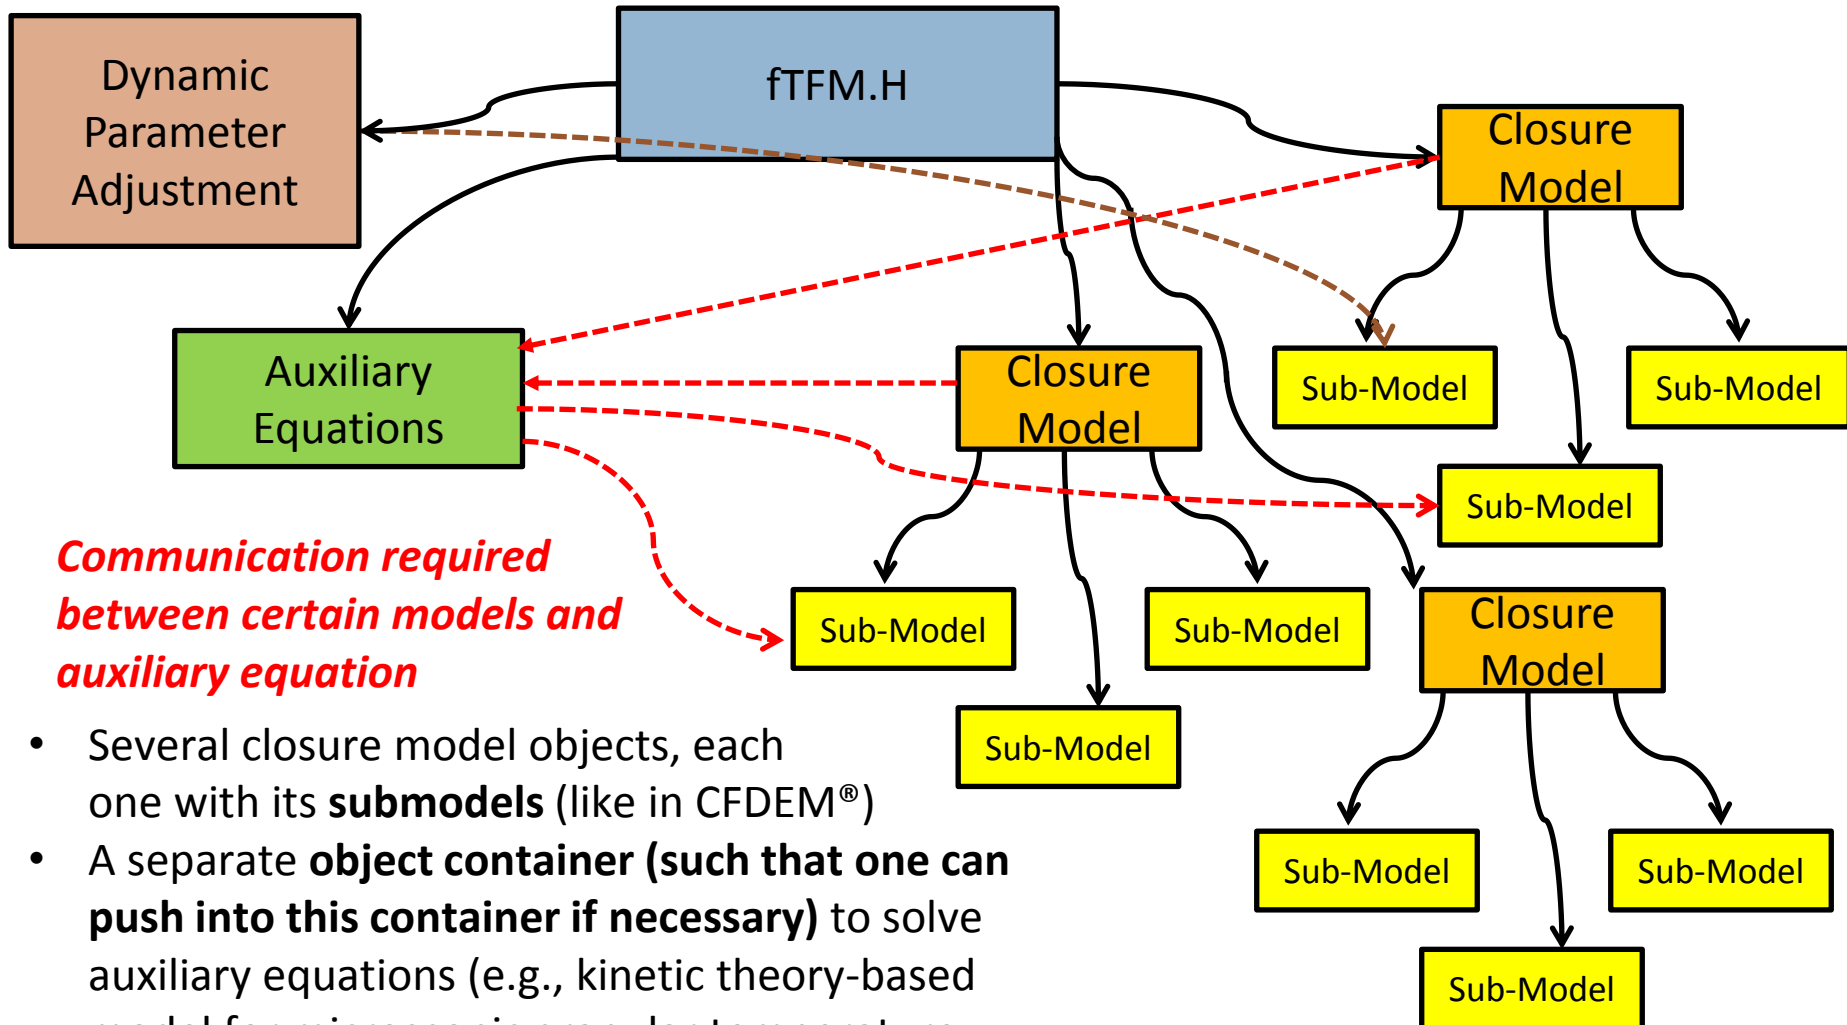 Dynamic
Parameter
Adjustment
fTFM.H
Closure
Model
Auxiliary
Equations
Closure
Model
Sub-Model
Sub-Model
Sub-Model
Communication required
between certain models and
auxiliary equation
Sub-Model
Sub-Model
Sub-Model
Closure
Model
Sub-Model
Sub-Model
Sub-Model
• Several closure model objects, each
one with its submodels (like in CFDEM®)
• A separate object container (such that one can
push into this container if necessary) to solve
auxiliary equations (e.g., kinetic theory-based